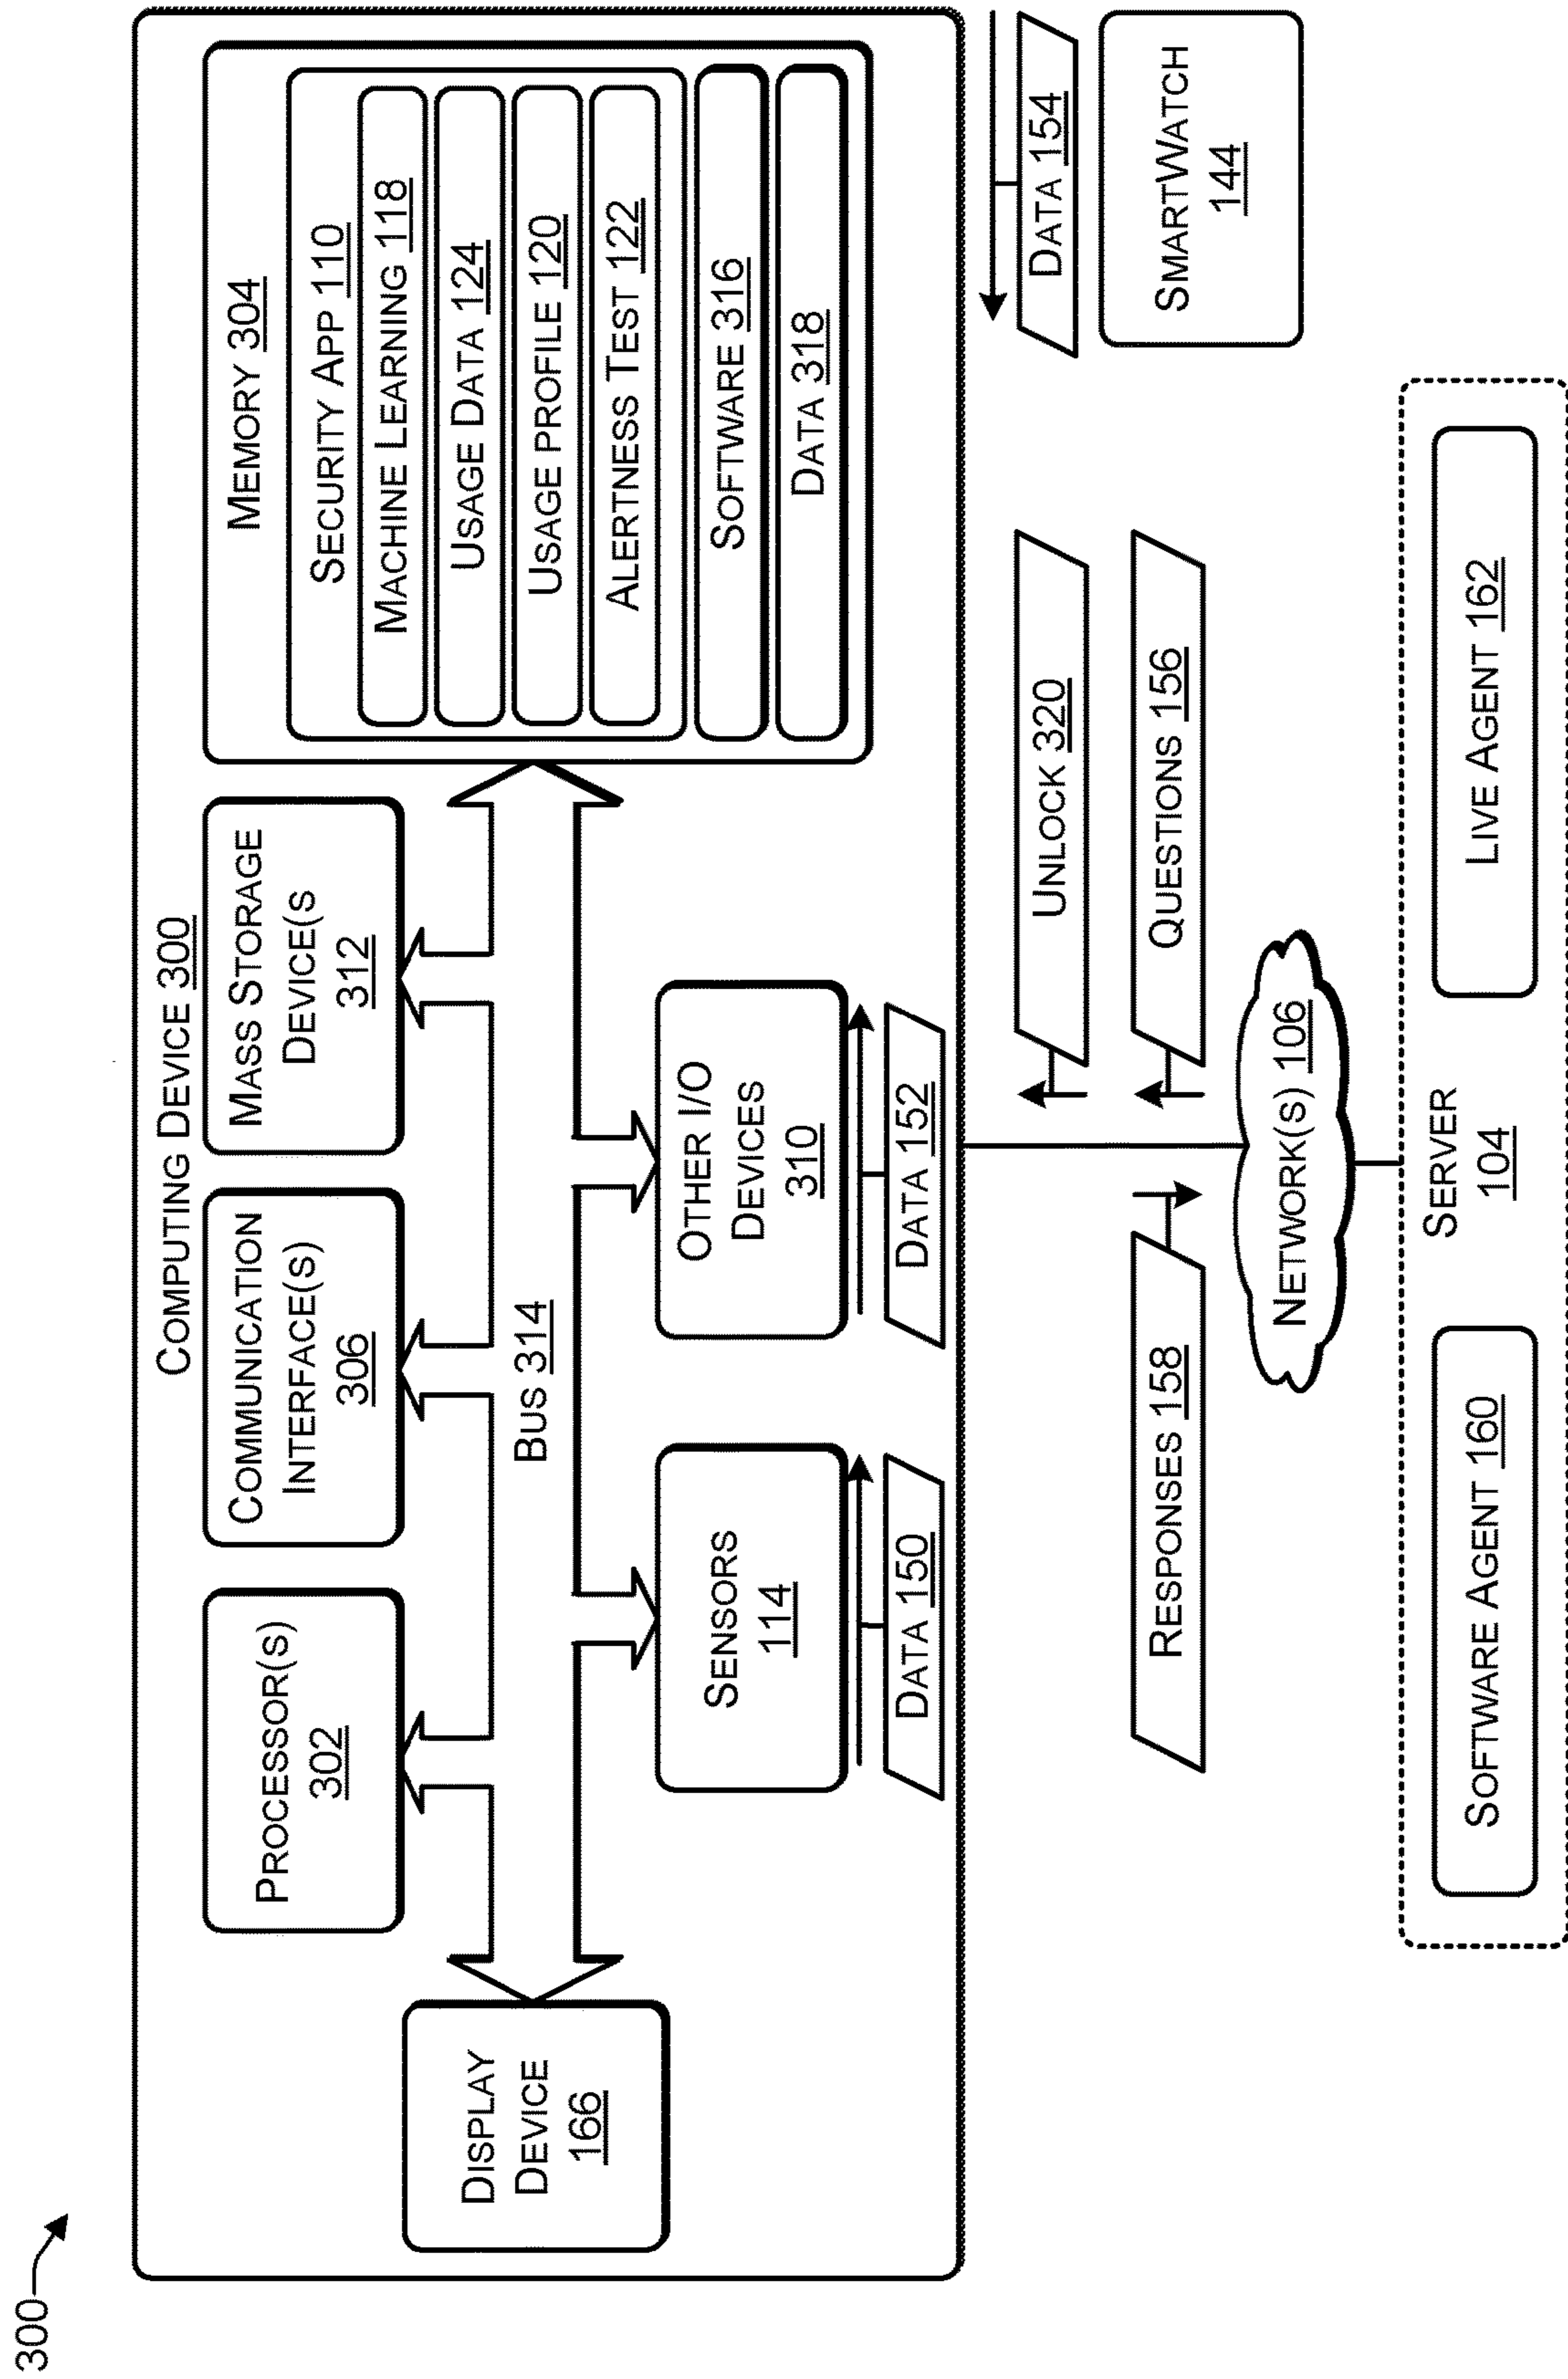 300
COMPUTING DEVICE 300
PROCESSOR(S)
302
COMMUNICATION
INTERFACE(S)
306
MASS STORAGE
DEVICE(S
312
MEMORY 304
SECURITY APP 110
MACHINE LEARNING 118
USAGE DATA 124
USAGE PROFILE 120
ALERTNESS TEST 122
SOFTWARE 316
DATA 318
DISPLAY
DEVICE
166
BUS 314
SENSORS
114
OTHER I/O
DEVICES
310
DATA 150
DATA 152
DATA 154
SMARTWATCH
144
UNLOCK 320
QUESTIONS 156
RESPONSES 158
NETWORK(S) 106
SERVER
104
SOFTWARE AGENT 160
LIVE AGENT 162